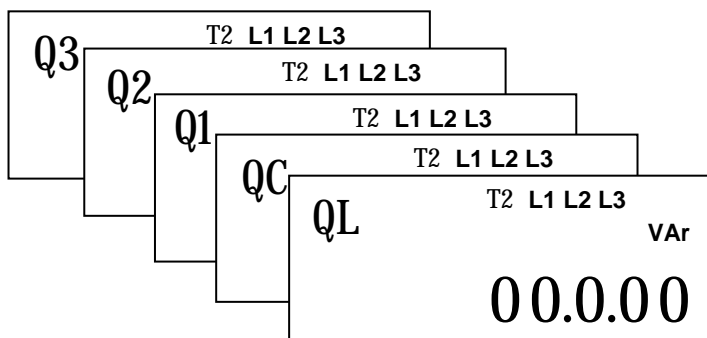 T2 L1 L2 L3
Q3
T2 L1 L2 L3
Q2
T2 L1 L2 L3
Q1
T2 L1 L2 L3
QC
T2 L1 L2 L3
QL
VAr
00.0.00